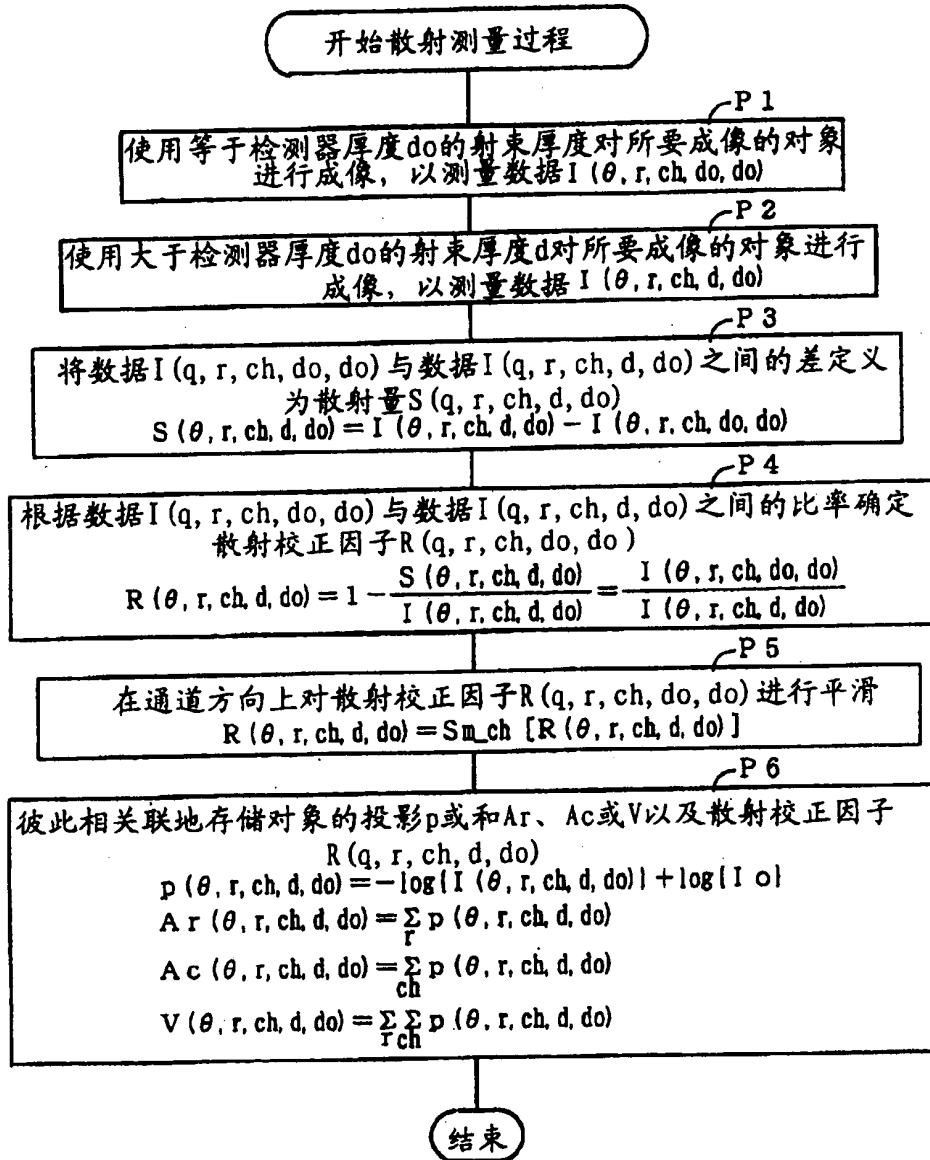 开始散射测量过程
P1
使用等于检测器厚度do的射束厚度对所要成像的对象
进行成像，以测量数据I(θ,r,ch,do,do)
P2
使用大于检测器厚度do的射束厚度d对所要成像的对象进行
成像，以测量数据I(θ,r,ch,d,do)
P3
将数据I(q,r,ch,do,do)与数据I(q,r,ch,d,do)之间的差定义
为散射量S(q,r,ch,d,do)
S(θ,r,ch,d,do)=I(θ,r,ch,d,do)-I(θ,r,ch,do,do)
P4
根据数据I(q,r,ch,do,do)与数据I(q,r,ch,d,do)之间的比率确定
散射校正因子R(q,r,ch,do,do)
R(θ,r,ch,d,do)=1-S(θ,r,ch,d,do)/I(θ,r,ch,d,do)=I(θ,r,ch,do,do)/I(θ,r,ch,d,do)
P5
在通道方向上对散射校正因子R(q,r,ch,do,do)进行平滑
R(θ,r,ch,d,do)=Sm_ch[R(θ,r,ch,d,do)]
P6
彼此相关联地存储对象的投影p或和Ar、Ac或V以及散射校正因子
R(q,r,ch,d,do)
p(θ,r,ch,d,do)=-log{I(θ,r,ch,d,do)}+log{Io}
Ar(θ,r,ch,d,do)=Σr p(θ,r,ch,d,do)
Ac(θ,r,ch,d,do)=Σch p(θ,r,ch,d,do)
V(θ,r,ch,d,do)=Σr Σch p(θ,r,ch,d,do)
结束